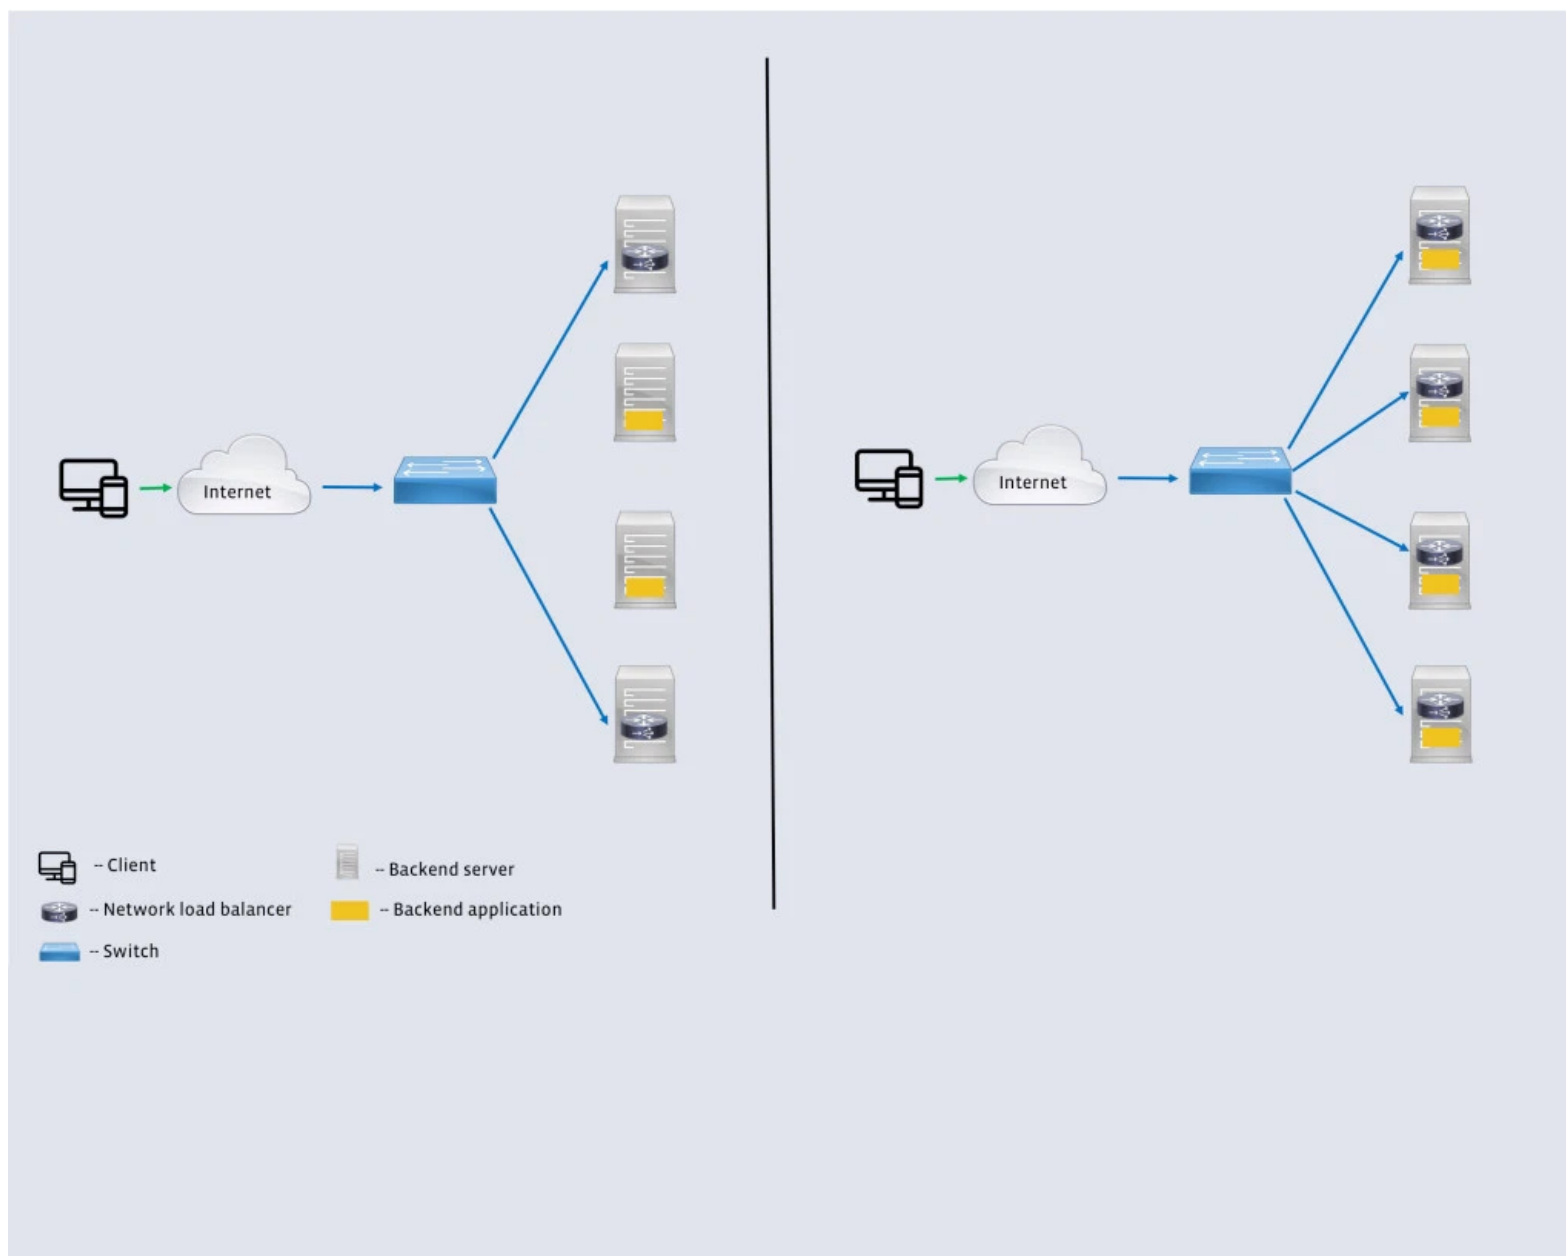 Internet
Internet
-- Client
-- Backend server
-- Network load balancer
-- Backend application
-- Switch